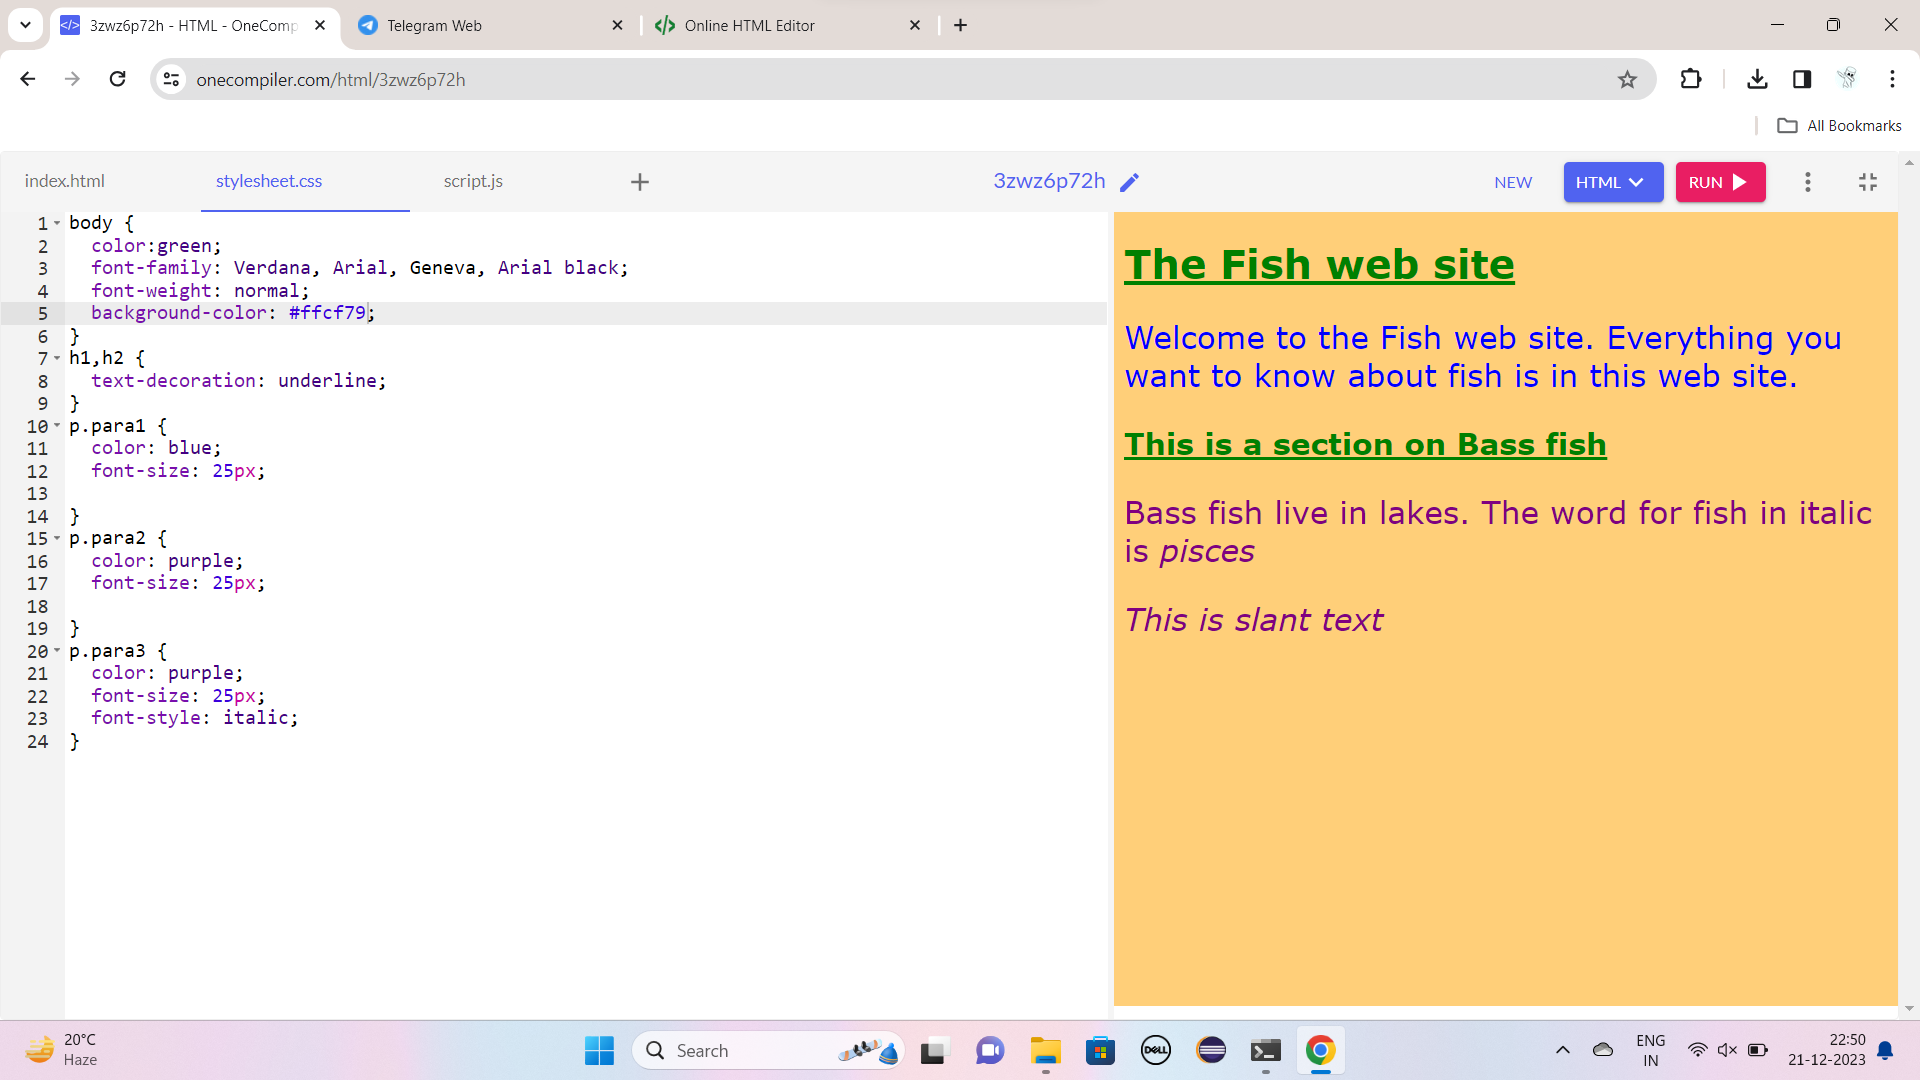 3zwz6p72h - HTML - OneComp
Telegram Web
Online HTML Editor
onecompiler.com/html/3zwz6p72h
All Bookmarks
index.html
stylesheet.css
script.js
3zwz6p72h
NEW
HTML
RUN
1 body {
2 color:green;
3 font-family: Verdana, Arial, Geneva, Arial black;
4 font-weight: normal;
5 background-color: #ffcf79;
6 }
7 h1,h2 {
8 text-decoration: underline;
9 }
10 p.para1 {
11 color: blue;
12 font-size: 25px;
13
14 }
15 p.para2 {
16 color: purple;
17 font-size: 25px;
18
19 }
20 p.para3 {
21 color: purple;
22 font-size: 25px;
23 font-style: italic;
24 }
The Fish web site
Welcome to the Fish web site. Everything you
want to know about fish is in this web site.
This is a section on Bass fish
Bass fish live in lakes. The word for fish in italic
is pisces
This is slant text
20°C
Haze
Search
DELL
ENG
IN
22:50
21-12-2023